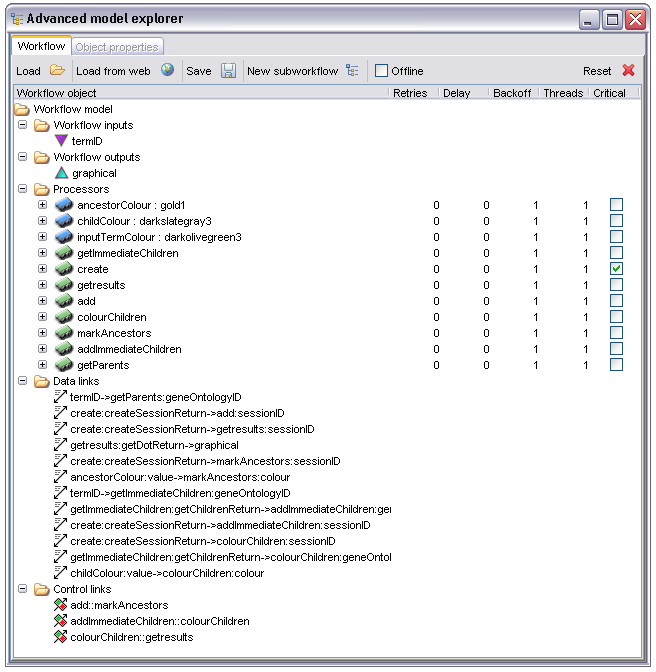 Advanced model explorer
Workflow Object properties
Load Load from web Save New subworkflow Offline Reset
Workflow object Retries Delay Backoff Threads Critical
Workflow model
Workflow inputs
termID
Workflow outputs
graphical
Processors
ancestorColour : gold1 0 0 1 1
childColour : darkslategray3 0 0 1 1
inputTermColour : darkolivegreen3 0 0 1 1
getImmediateChildren 0 0 1 1
create 0 0 1 1
getresults 0 0 1 1
add 0 0 1 1
colourChildren 0 0 1 1
markAncestors 0 0 1 1
addImmediateChildren 0 0 1 1
getParents 0 0 1 1
Data links
termID->getParents:geneOntologyID
create:createSessionReturn->add:sessionID
create:createSessionReturn->getresults:sessionID
getresults:getDotReturn->graphical
create:createSessionReturn->markAncestors:sessionID
ancestorColour:value->markAncestors:colour
termID->getImmediateChildren:geneOntologyID
getImmediateChildren:getChildrenReturn->addImmediateChildren:gei
create:createSessionReturn->addImmediateChildren:sessionID
create:createSessionReturn->colourChildren:sessionID
getImmediateChildren:getChildrenReturn->colourChildren:geneOntol
childColour:value->colourChildren:colour
Control links
add::markAncestors
addImmediateChildren::colourChildren
colourChildren::getresults